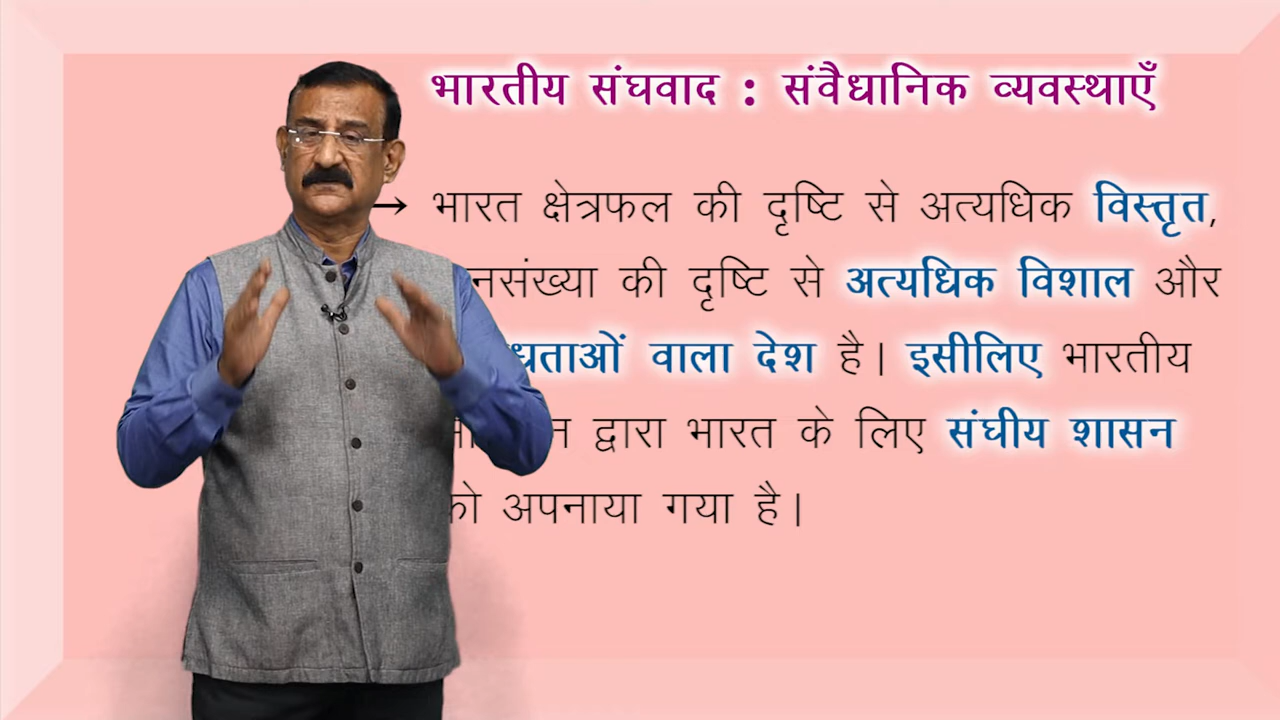 भारतीय संघवाद : संवैधानिक व्यवस्थाएँ
→ भारत क्षेत्रफल की दृष्टि से अत्यधिक विस्तृत,
की दृष्टि से अत्यधिक विशाल और
वाला देश है। इसीलिए भारतीय
द्वारा भारत के लिए संघीय शासन
को अपनाया गया है।